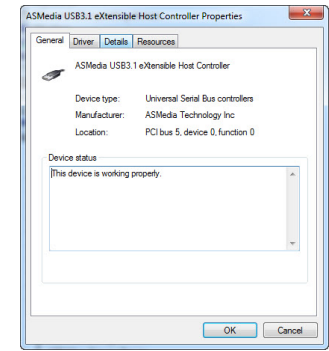 ASMedia USB3.1 eXtensible Host Controller Properties
General Driver Details Resources
ASMedia USB3.1 eXtensible Host Controller
Device type: Universal Serial Bus controllers
Manufacturer: ASMedia Technology Inc
Location: PCI bus 5, device 0, function 0
Device status
This device is working properly.
OK Cancel